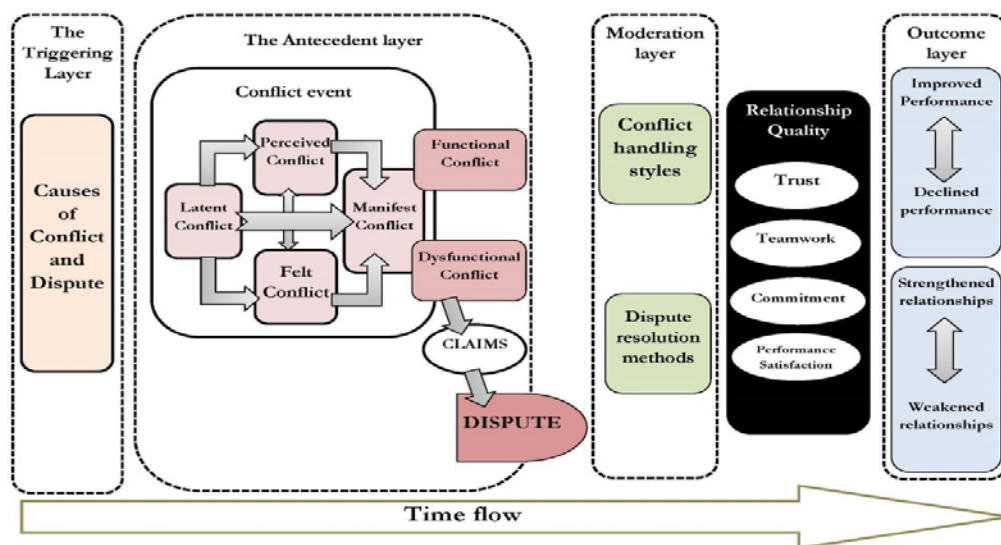 The
Triggering
Layer
Causes
of
Conflict
and
Dispute
The Antecedent layer
Conflict event
Perceived
Conflict
Latent
Conflict
Manifest
Conflict
Felt
Conflict
Functional
Conflict
Dysfunctional
Conflict
CLAIMS
DISPUTE
Moderation
layer
Conflict
handling
styles
Dispute
resolution
methods
Relationship
Quality
Trust
Teamwork
Commitment
Performance
Satisfaction
Outcome
layer
Improved
Performance
Declined
performance
Strengthened
relationships
Weakened
relationships
Time flow